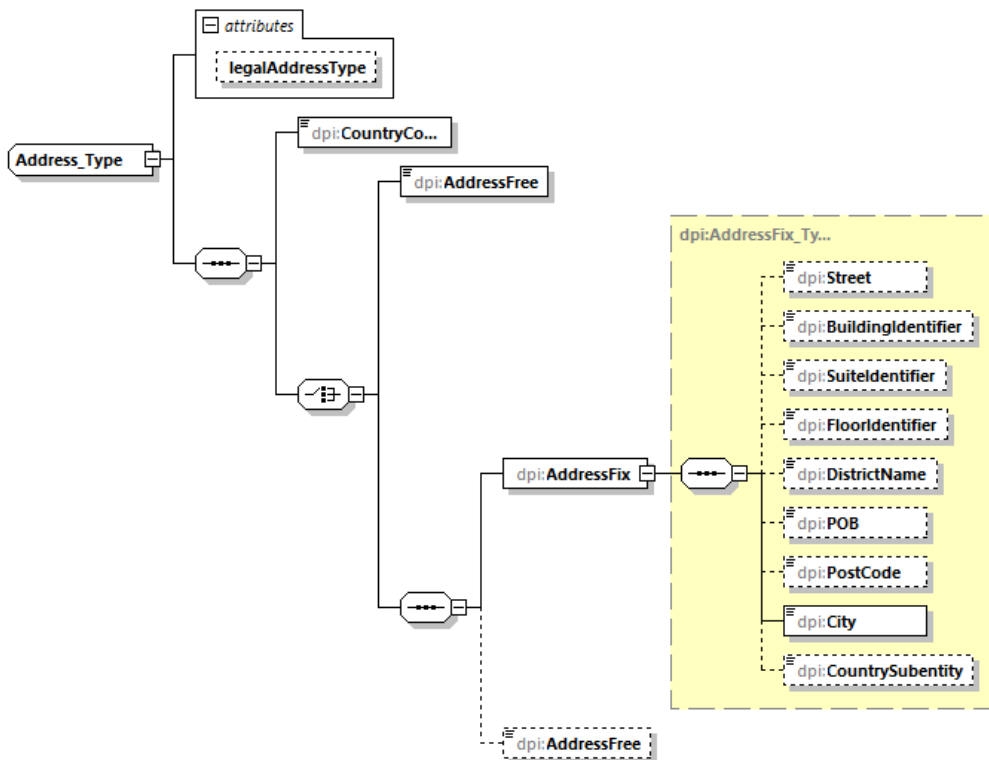 attributes
legalAddressType
Address_Type
dpi:CountryCo...
dpi:AddressFree
dpi:AddressFix_Ty...
dpi:Street
dpi:BuildingIdentifier
dpi:SuiteIdentifier
dpi:FloorIdentifier
dpi:AddressFix
dpi:DistrictName
dpi:POB
dpi:PostCode
dpi:City
dpi:CountrySubentity
dpi:AddressFree